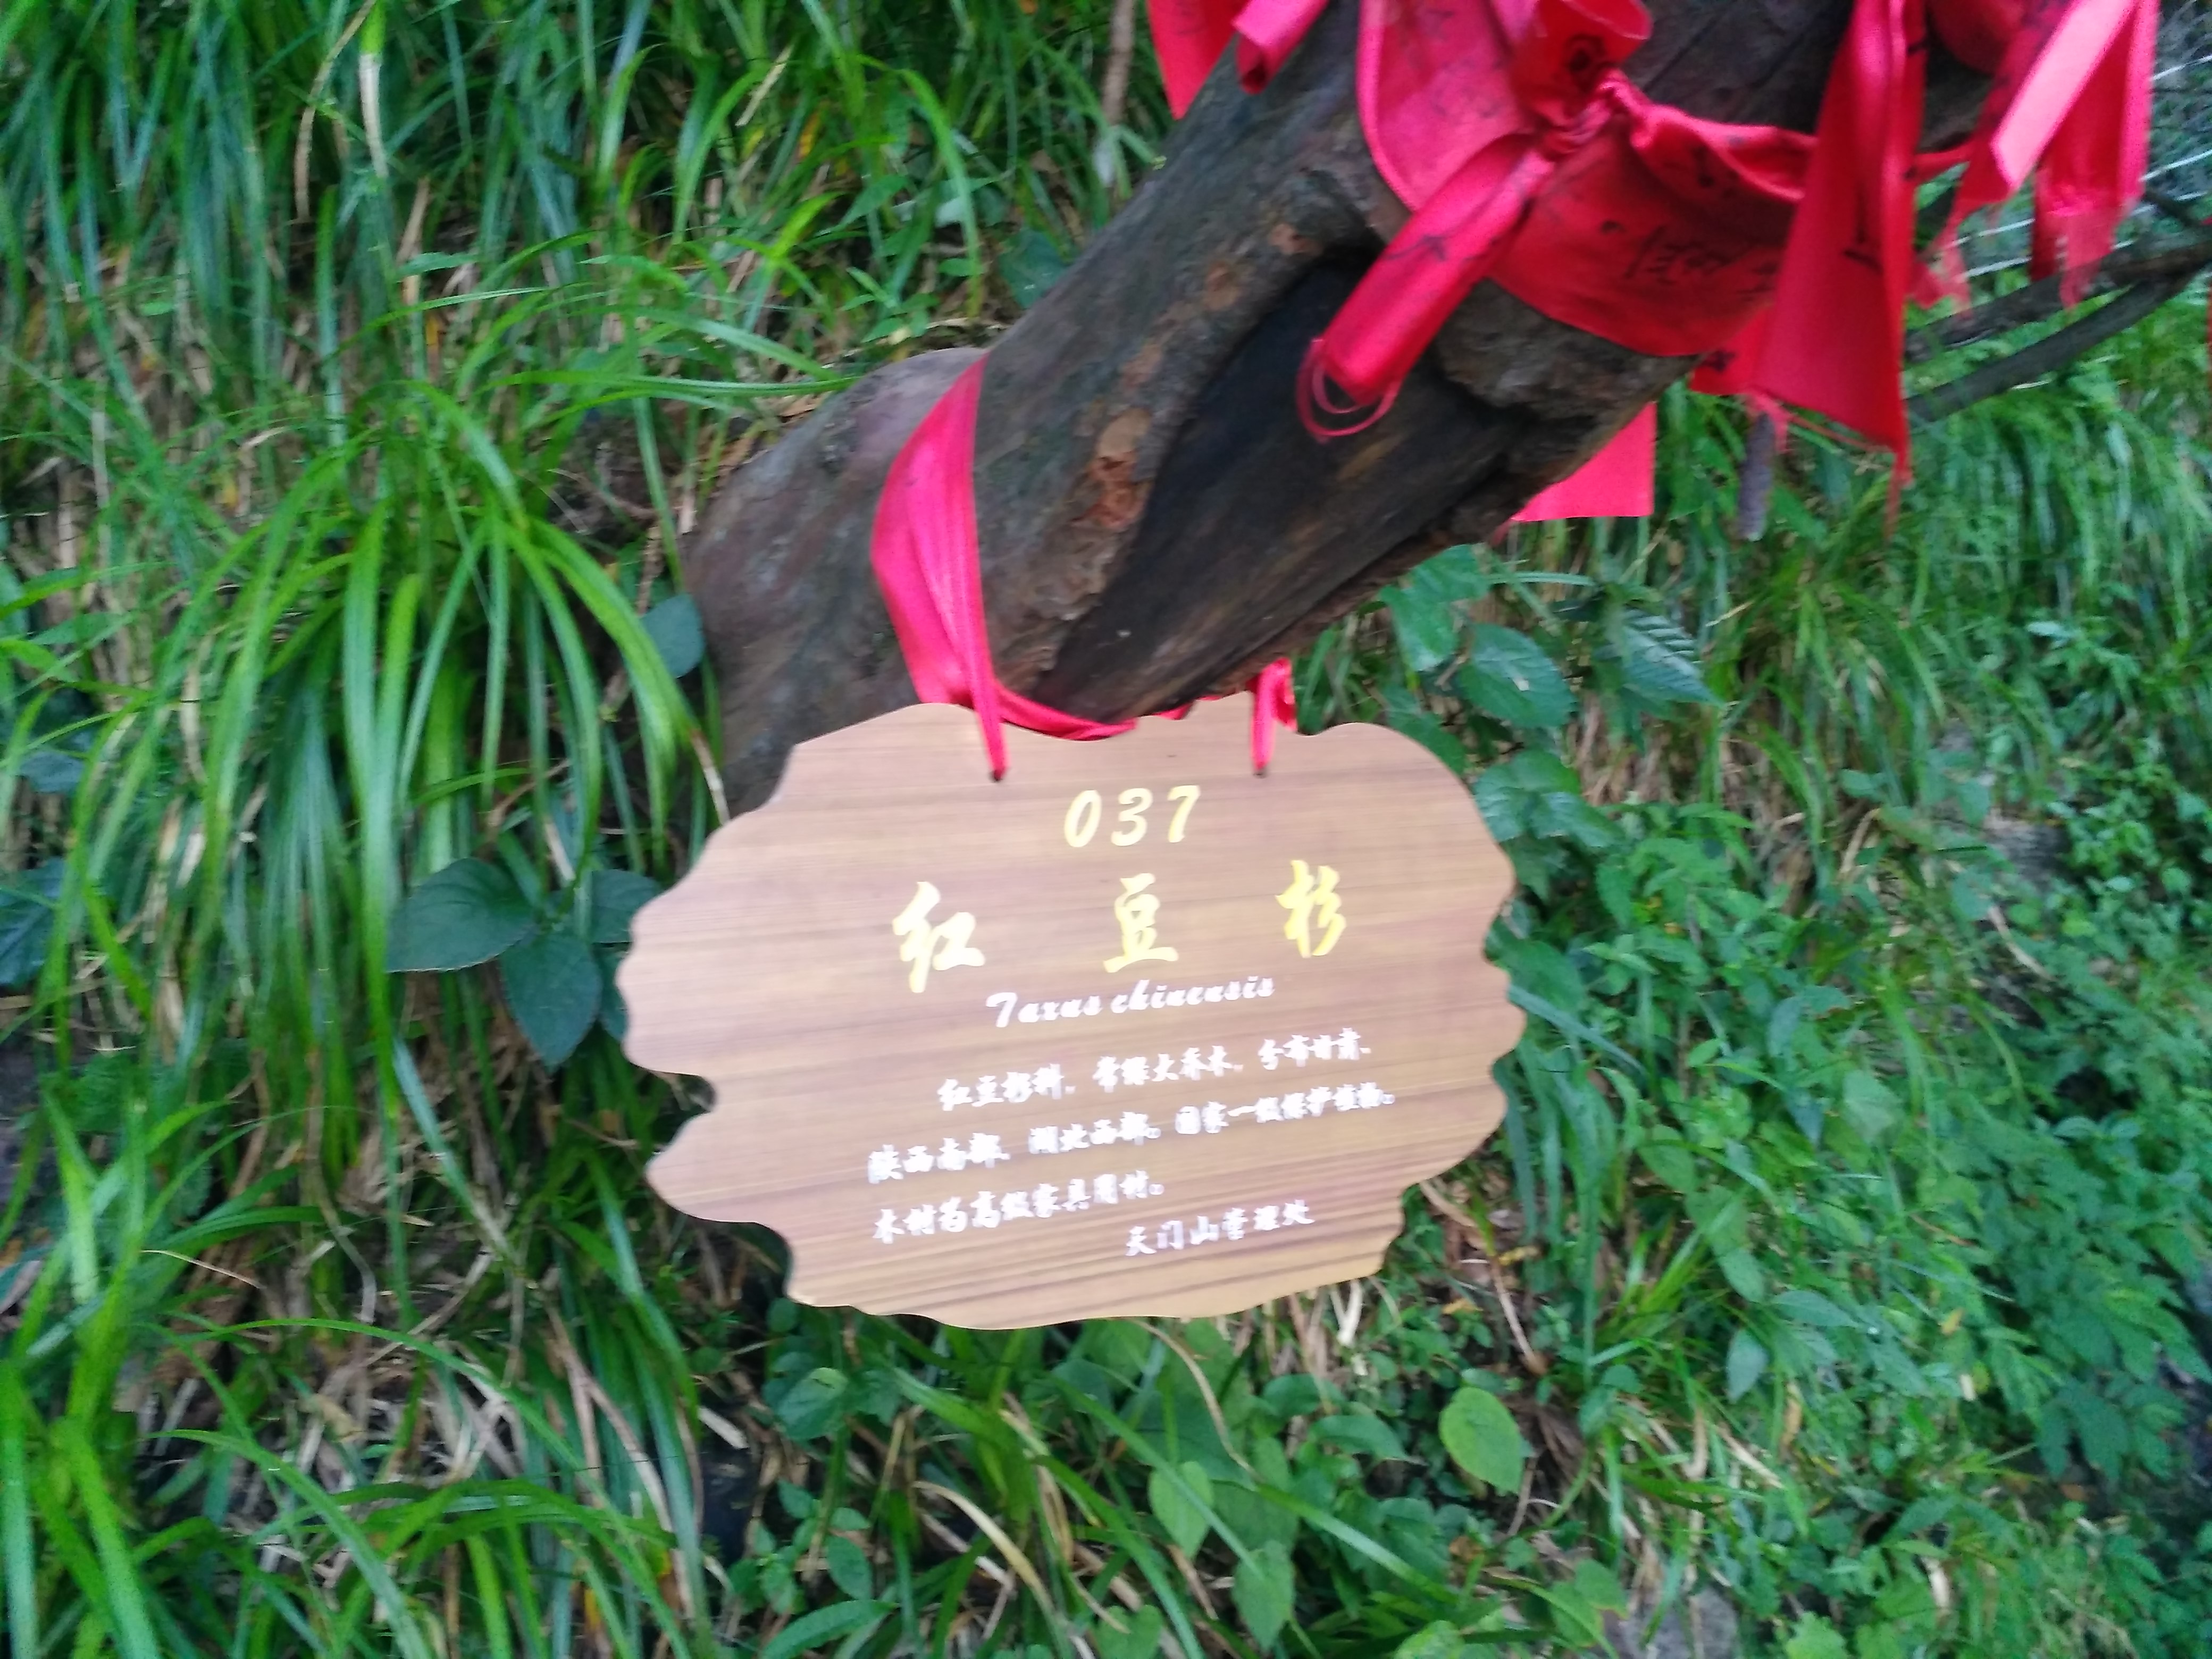 037
红豆杉
Taxus chinensis
红豆杉科，常绿大乔木，分布甘肃、
陕西南部、湖北西部。国家一级保护植物。
木材为高级家具用材。
天门山管理处